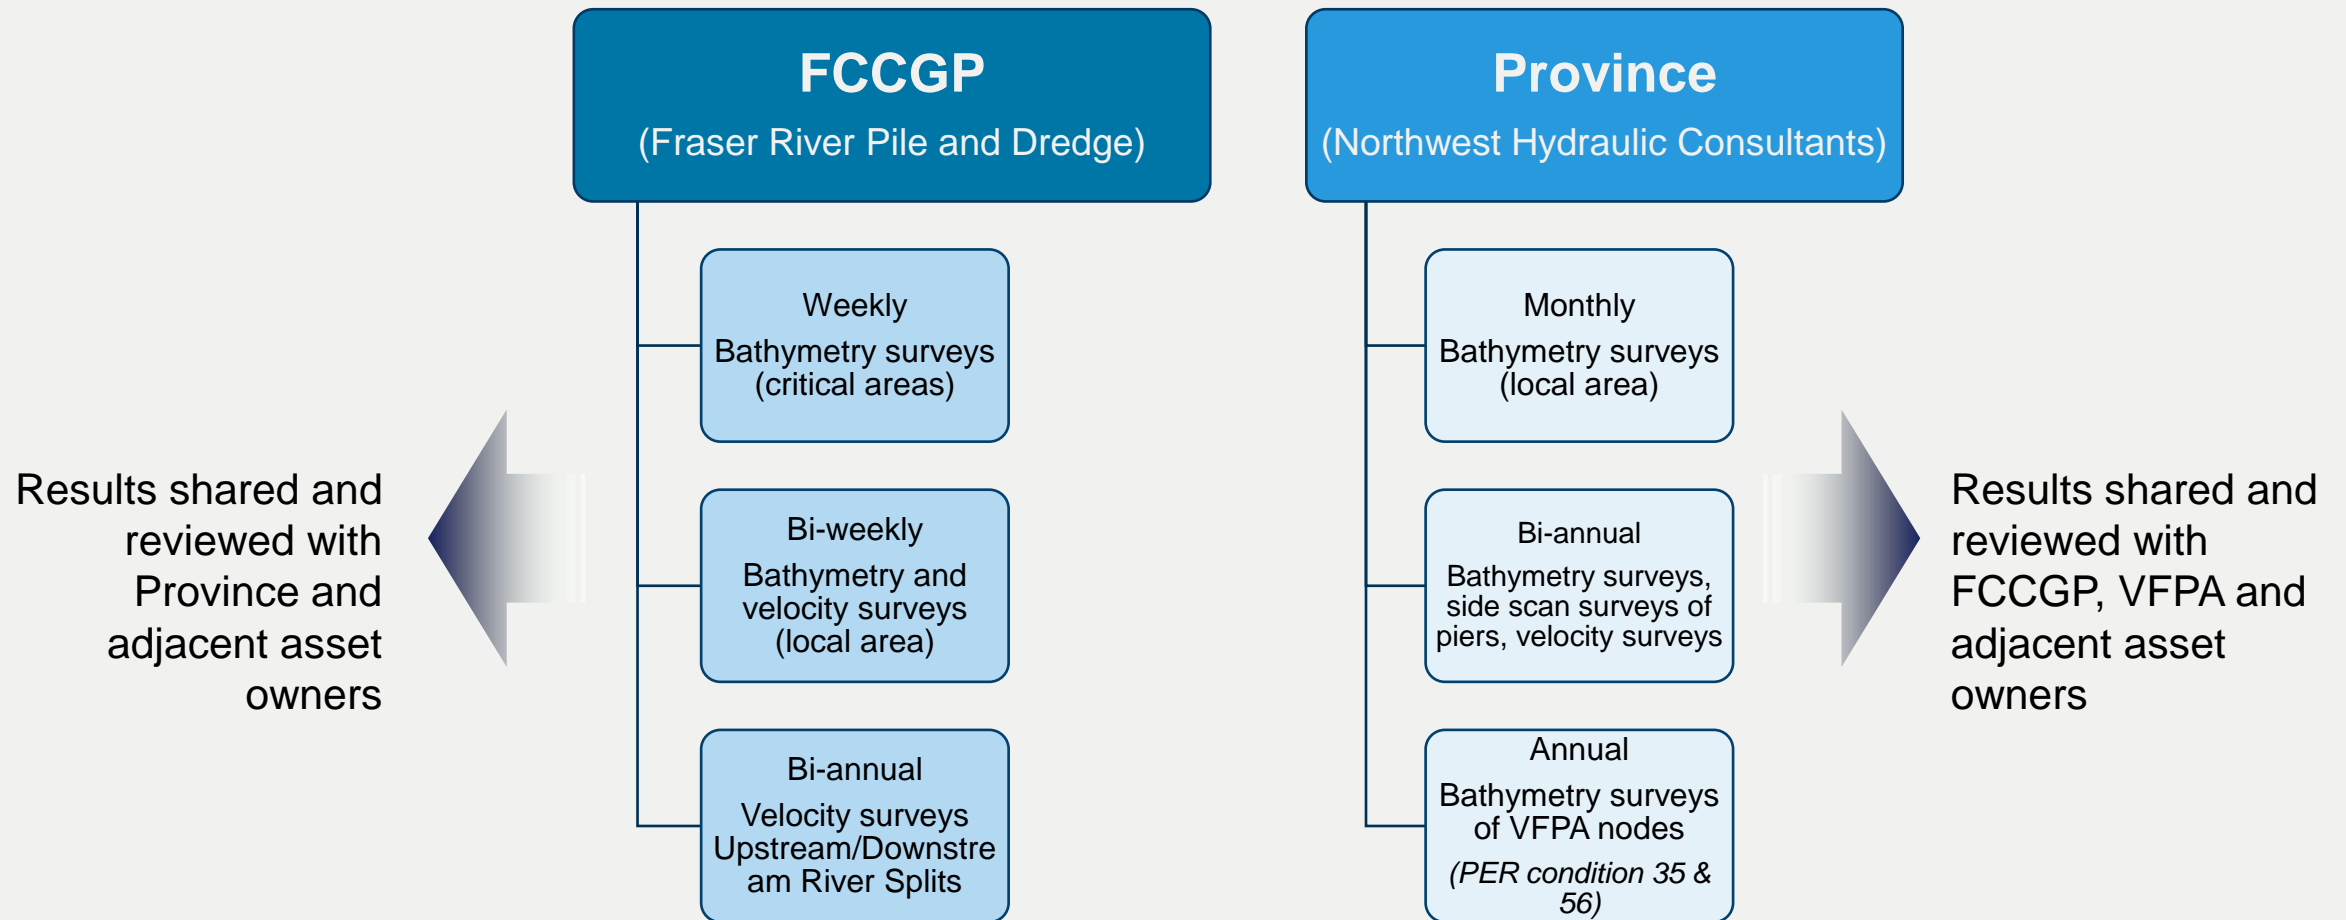 FCCGP
(Fraser River Pile and Dredge)
Weekly
Bathymetry surveys
(critical areas)
Bi-weekly
Bathymetry and
velocity surveys
(local area)
Bi-annual
Velocity surveys
Upstream/Downstre
am River Splits
Results shared and
reviewed with
Province and
adjacent asset
owners
Province
(Northwest Hydraulic Consultants)
Monthly
Bathymetry surveys
(local area)
Bi-annual
Bathymetry surveys,
side scan surveys of
piers, velocity surveys
Annual
Bathymetry surveys
of VFPA nodes
(PER condition 35 &
56)
Results shared and
reviewed with
FCCGP, VFPA and
adjacent asset
owners